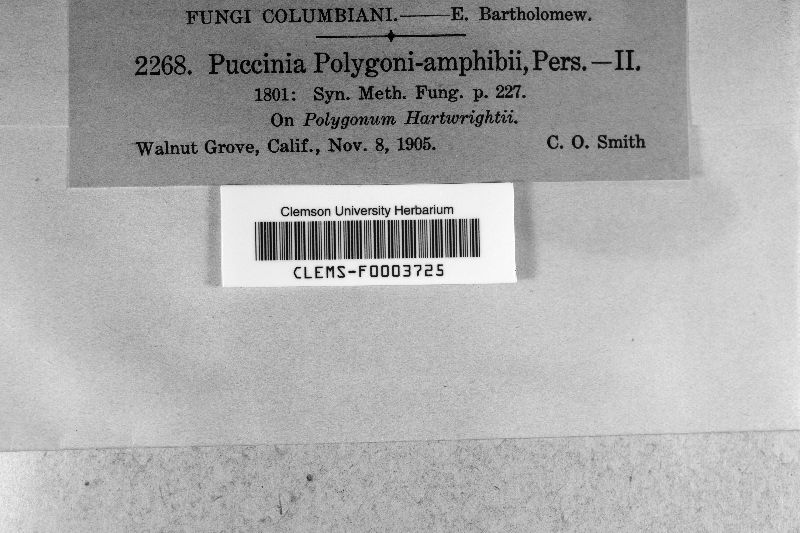 FUNGI COLUMBIANI.——E. Bartholomew.
2268. Puccinia Polygoni-amphibii, Pers.—II.
1801: Syn. Meth. Fung. p. 227.
On Polygonum Hartwrightii.
Walnut Grove, Calif., Nov. 8, 1905. C. O. Smith
Clemson University Herbarium
CLEMS-F0003725